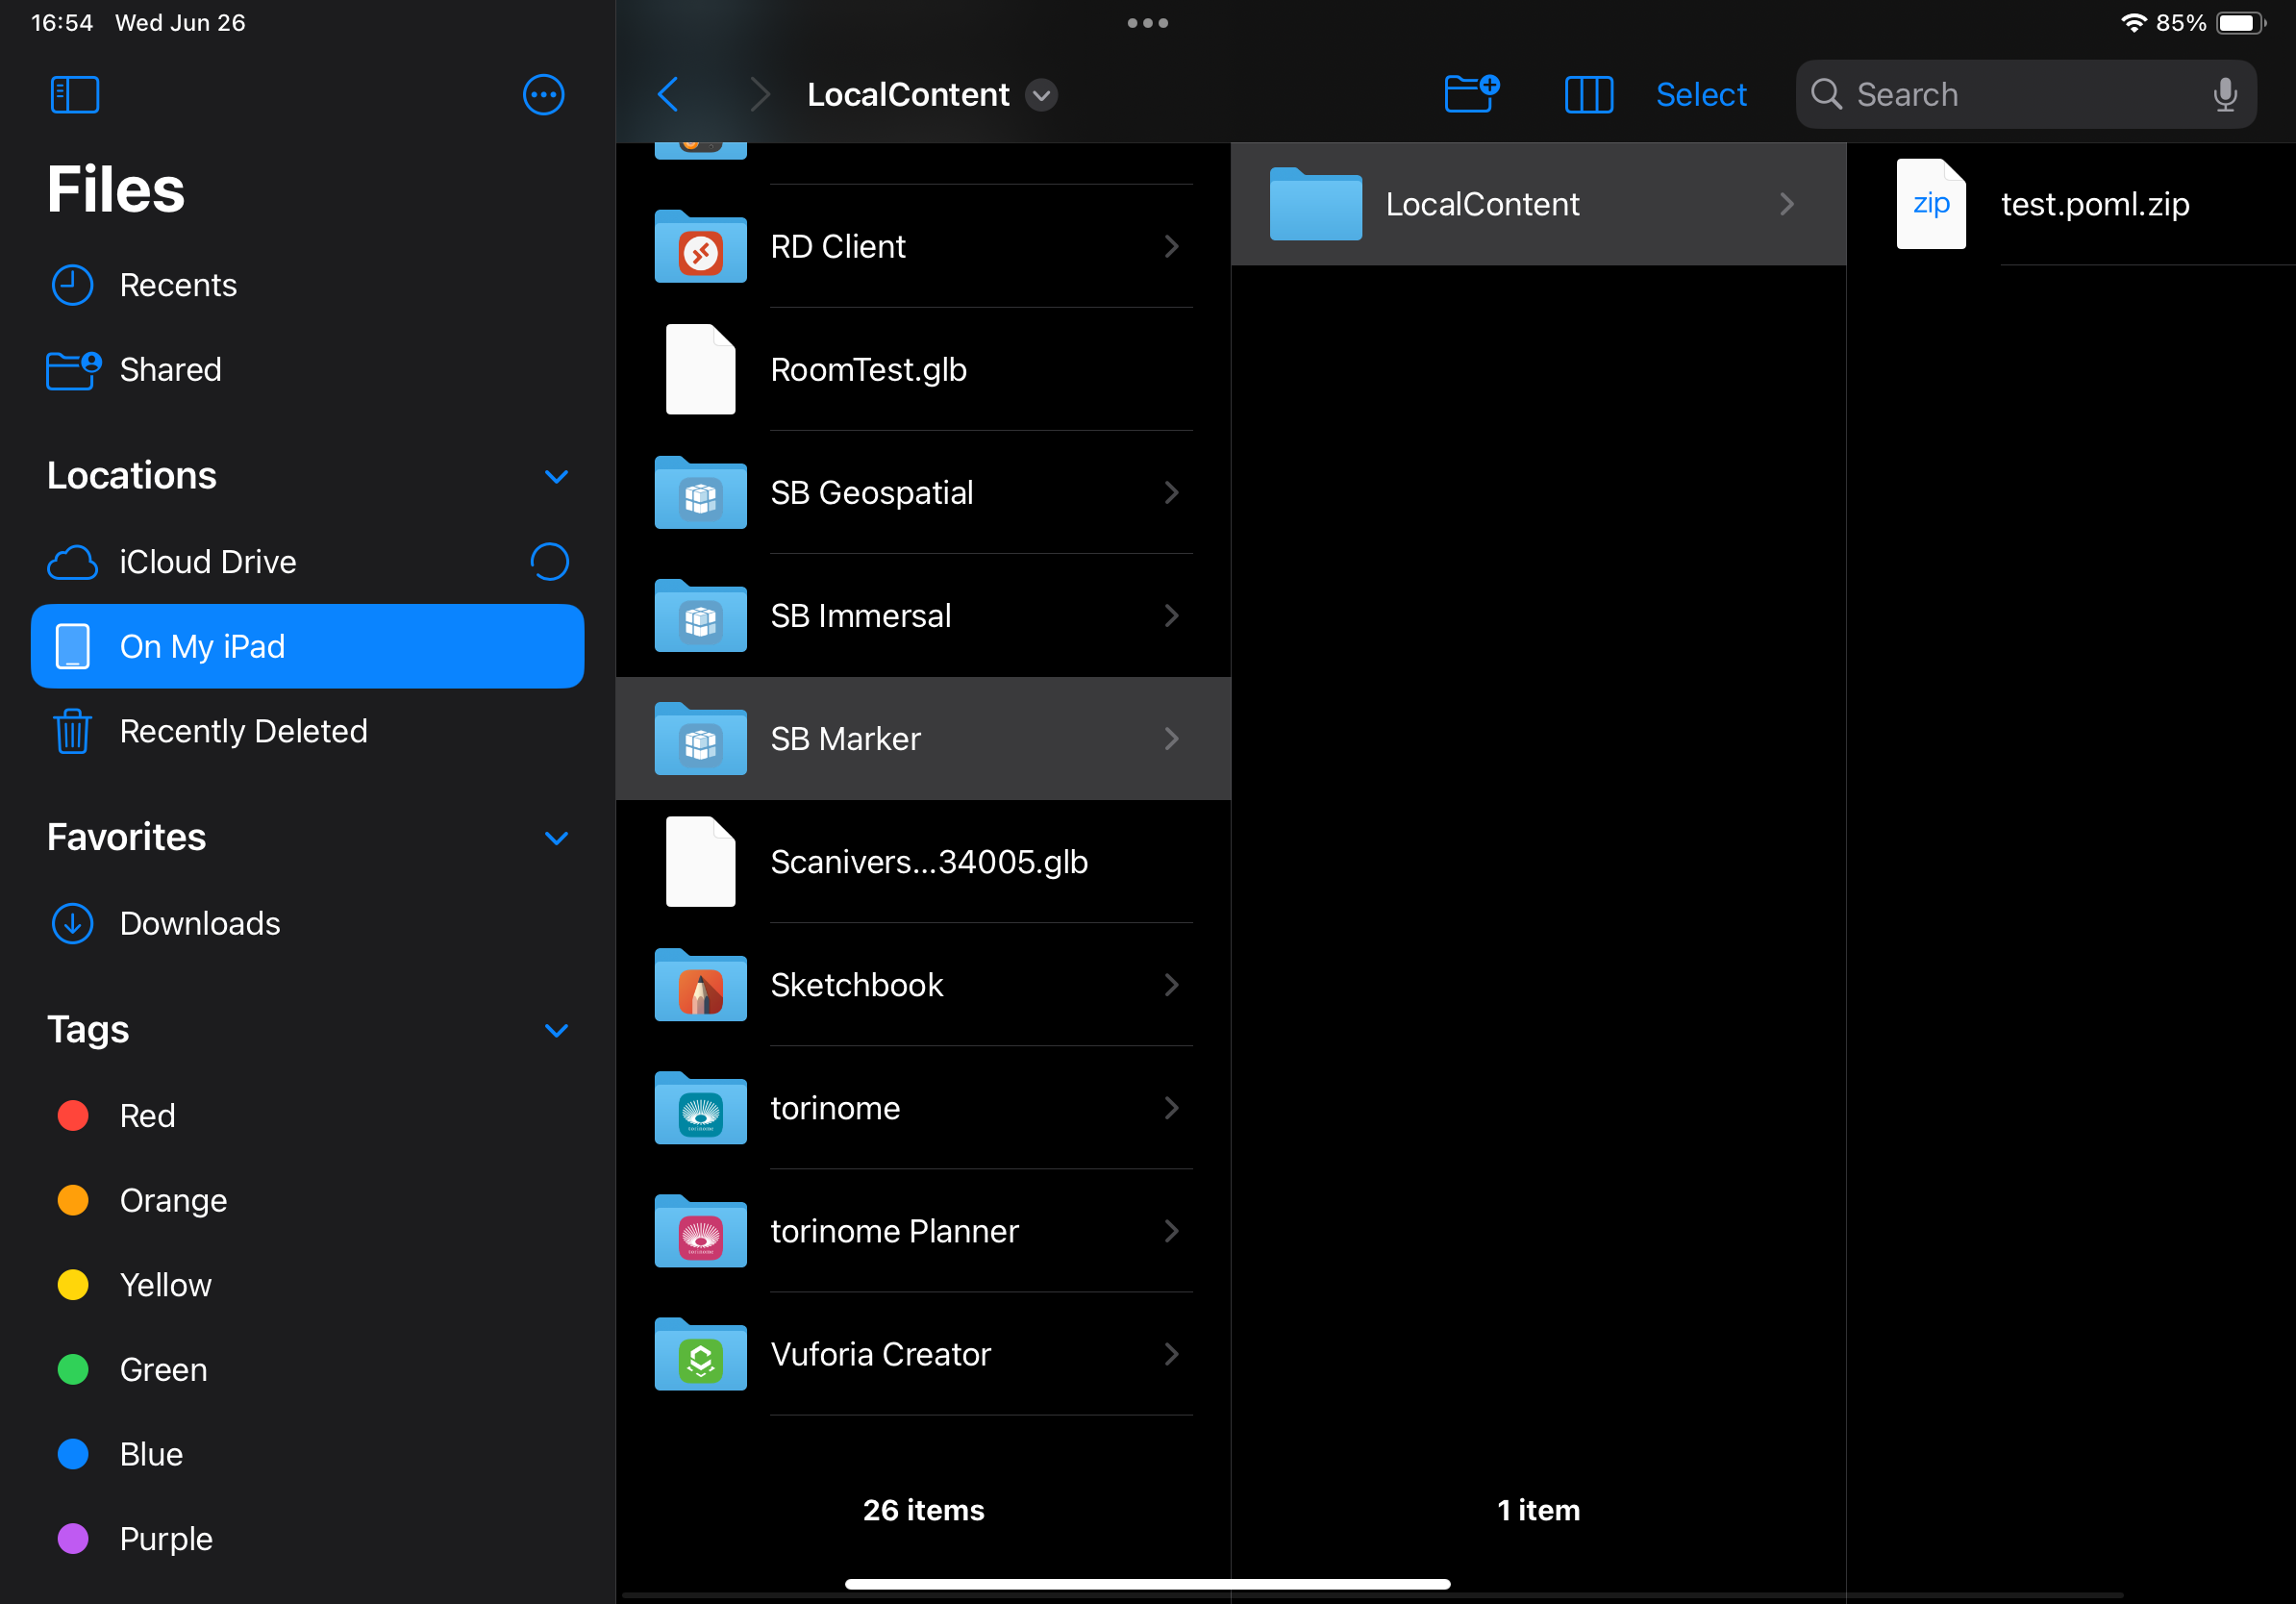 16:54 Wed Jun 26
85%
LocalContent
Select
Search
Files
Recents
Shared
Locations
iCloud Drive
On My iPad
Recently Deleted
Favorites
Downloads
Tags
Red
Orange
Yellow
Green
Blue
Purple
RD Client
RoomTest.glb
SB Geospatial
SB Immersal
SB Marker
Scanivers...34005.glb
Sketchbook
torinome
torinome Planner
Vuforia Creator
26 items
LocalContent
1 item
zip
test.poml.zip